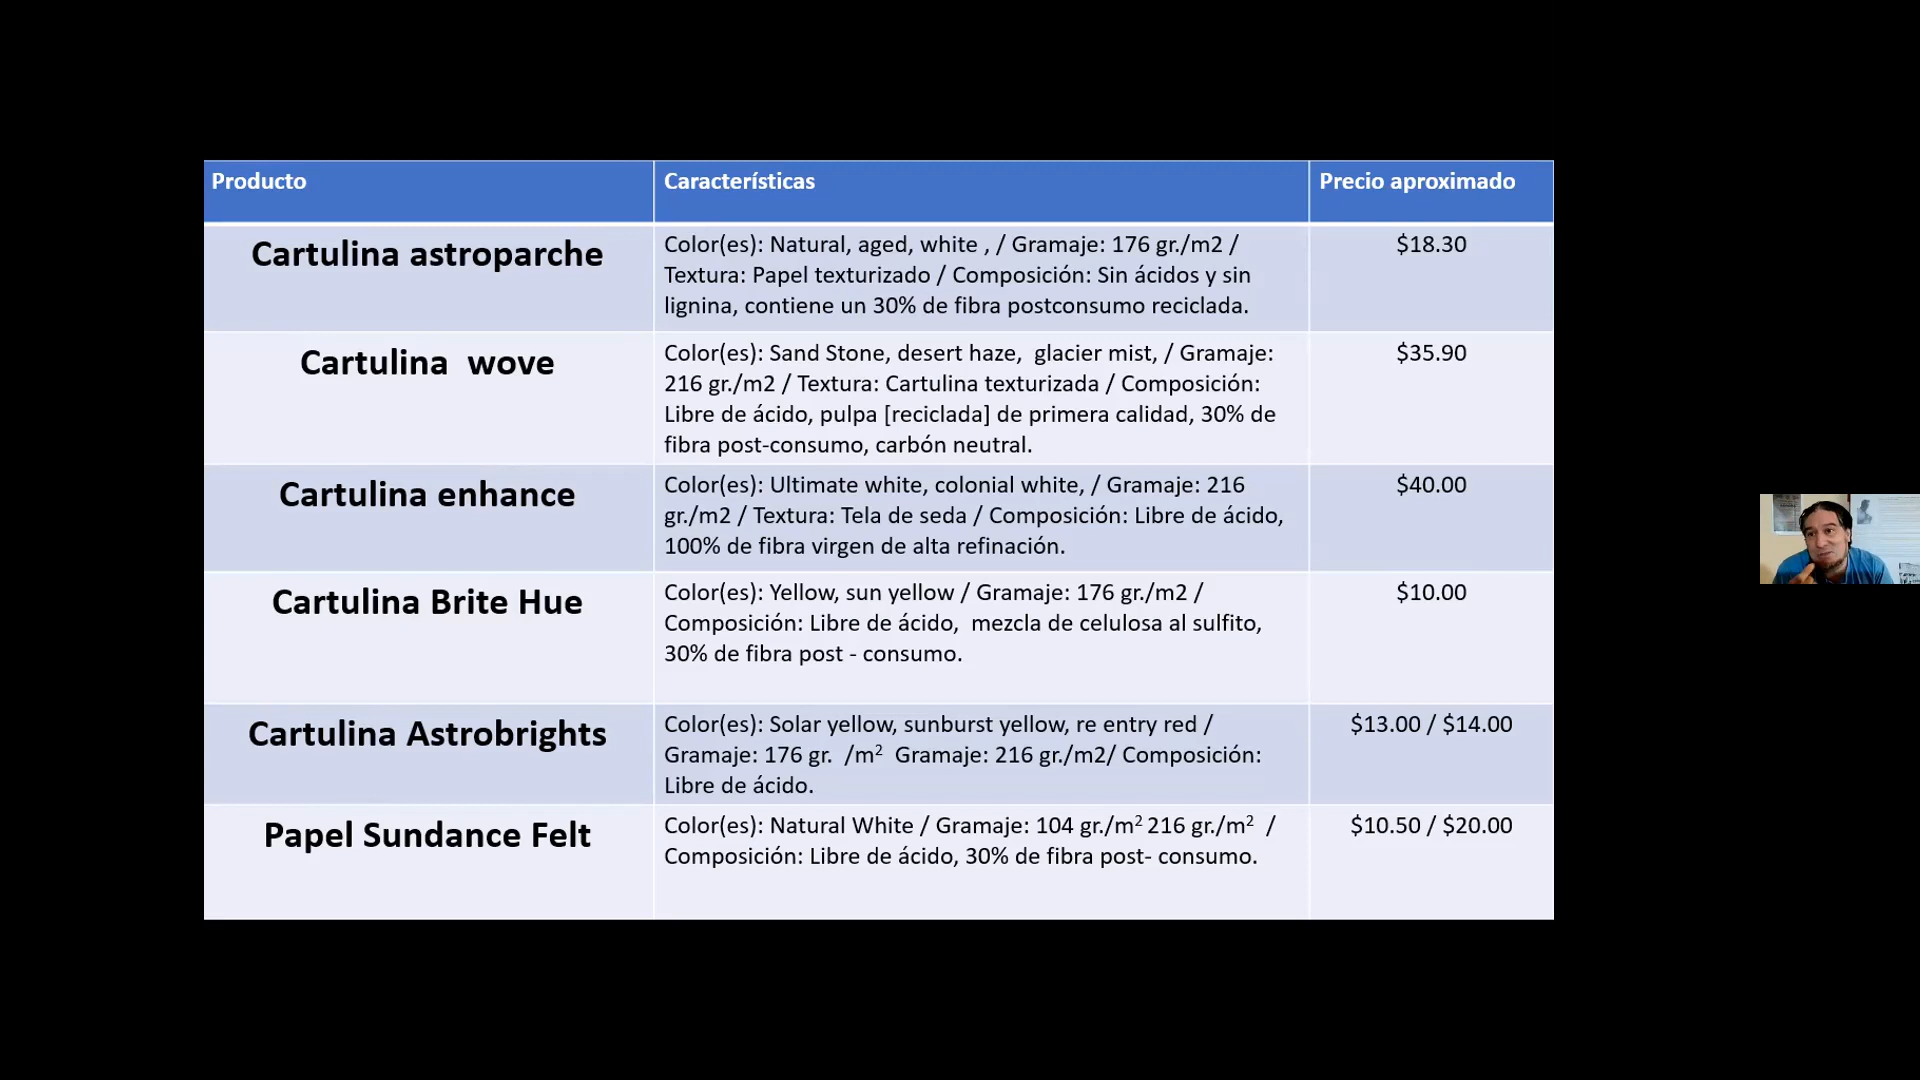 Producto
Características
Precio aproximado
Cartulina astroparche
Color(es): Natural, aged, white , / Gramaje: 176 gr./m2 /
Textura: Papel texturizado / Composición: Sin ácidos y sin
lignina, contiene un 30% de fibra postconsumo reciclada.
$18.30
Cartulina  wove
Color(es): Sand Stone, desert haze,  glacier mist, / Gramaje:
216 gr./m2 / Textura: Cartulina texturizada / Composición:
Libre de ácido, pulpa [reciclada] de primera calidad, 30% de
fibra post-consumo, carbón neutral.
$35.90
Cartulina enhance
Color(es): Ultimate white, colonial white, / Gramaje: 216
gr./m2 / Textura: Tela de seda / Composición: Libre de ácido,
100% de fibra virgen de alta refinación.
$40.00
Cartulina Brite Hue
Color(es): Yellow, sun yellow / Gramaje: 176 gr./m2 /
Composición: Libre de ácido,  mezcla de celulosa al sulfito,
30% de fibra post - consumo.
$10.00
Cartulina Astrobrights
Color(es): Solar yellow, sunburst yellow, re entry red /
Gramaje: 176 gr.  /m²  Gramaje: 216 gr./m2/ Composición:
Libre de ácido.
$13.00 / $14.00
Papel Sundance Felt
Color(es): Natural White / Gramaje: 104 gr./m² 216 gr./m²  /
Composición: Libre de ácido, 30% de fibra post- consumo.
$10.50 / $20.00